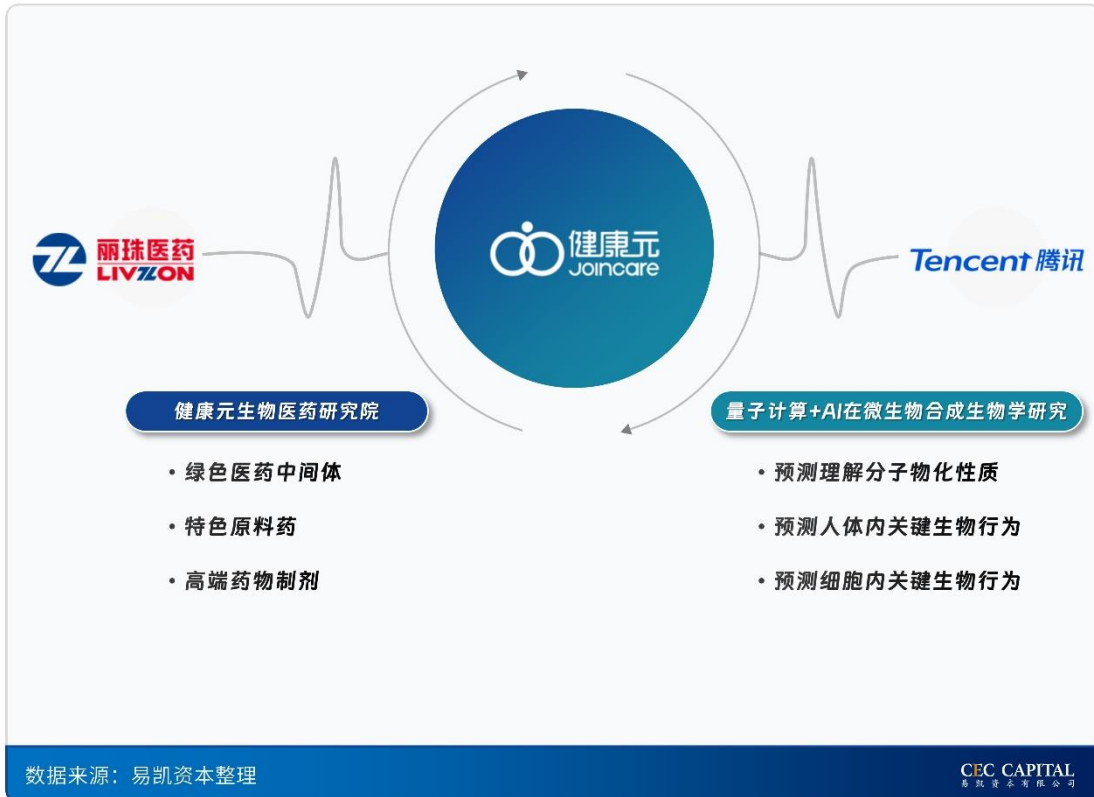 健康元
Joincare
丽珠医药
LIVZON
Tencent 腾讯
健康元生物医药研究院
· 绿色医药中间体
· 特色原料药
· 高端药物制剂
量子计算+AI在微生物合成生物学研究
· 预测理解分子物化性质
· 预测人体内关键生物行为
· 预测细胞内关键生物行为
数据来源：易凯资本整理
CEC CAPITAL
易凯资本有限公司